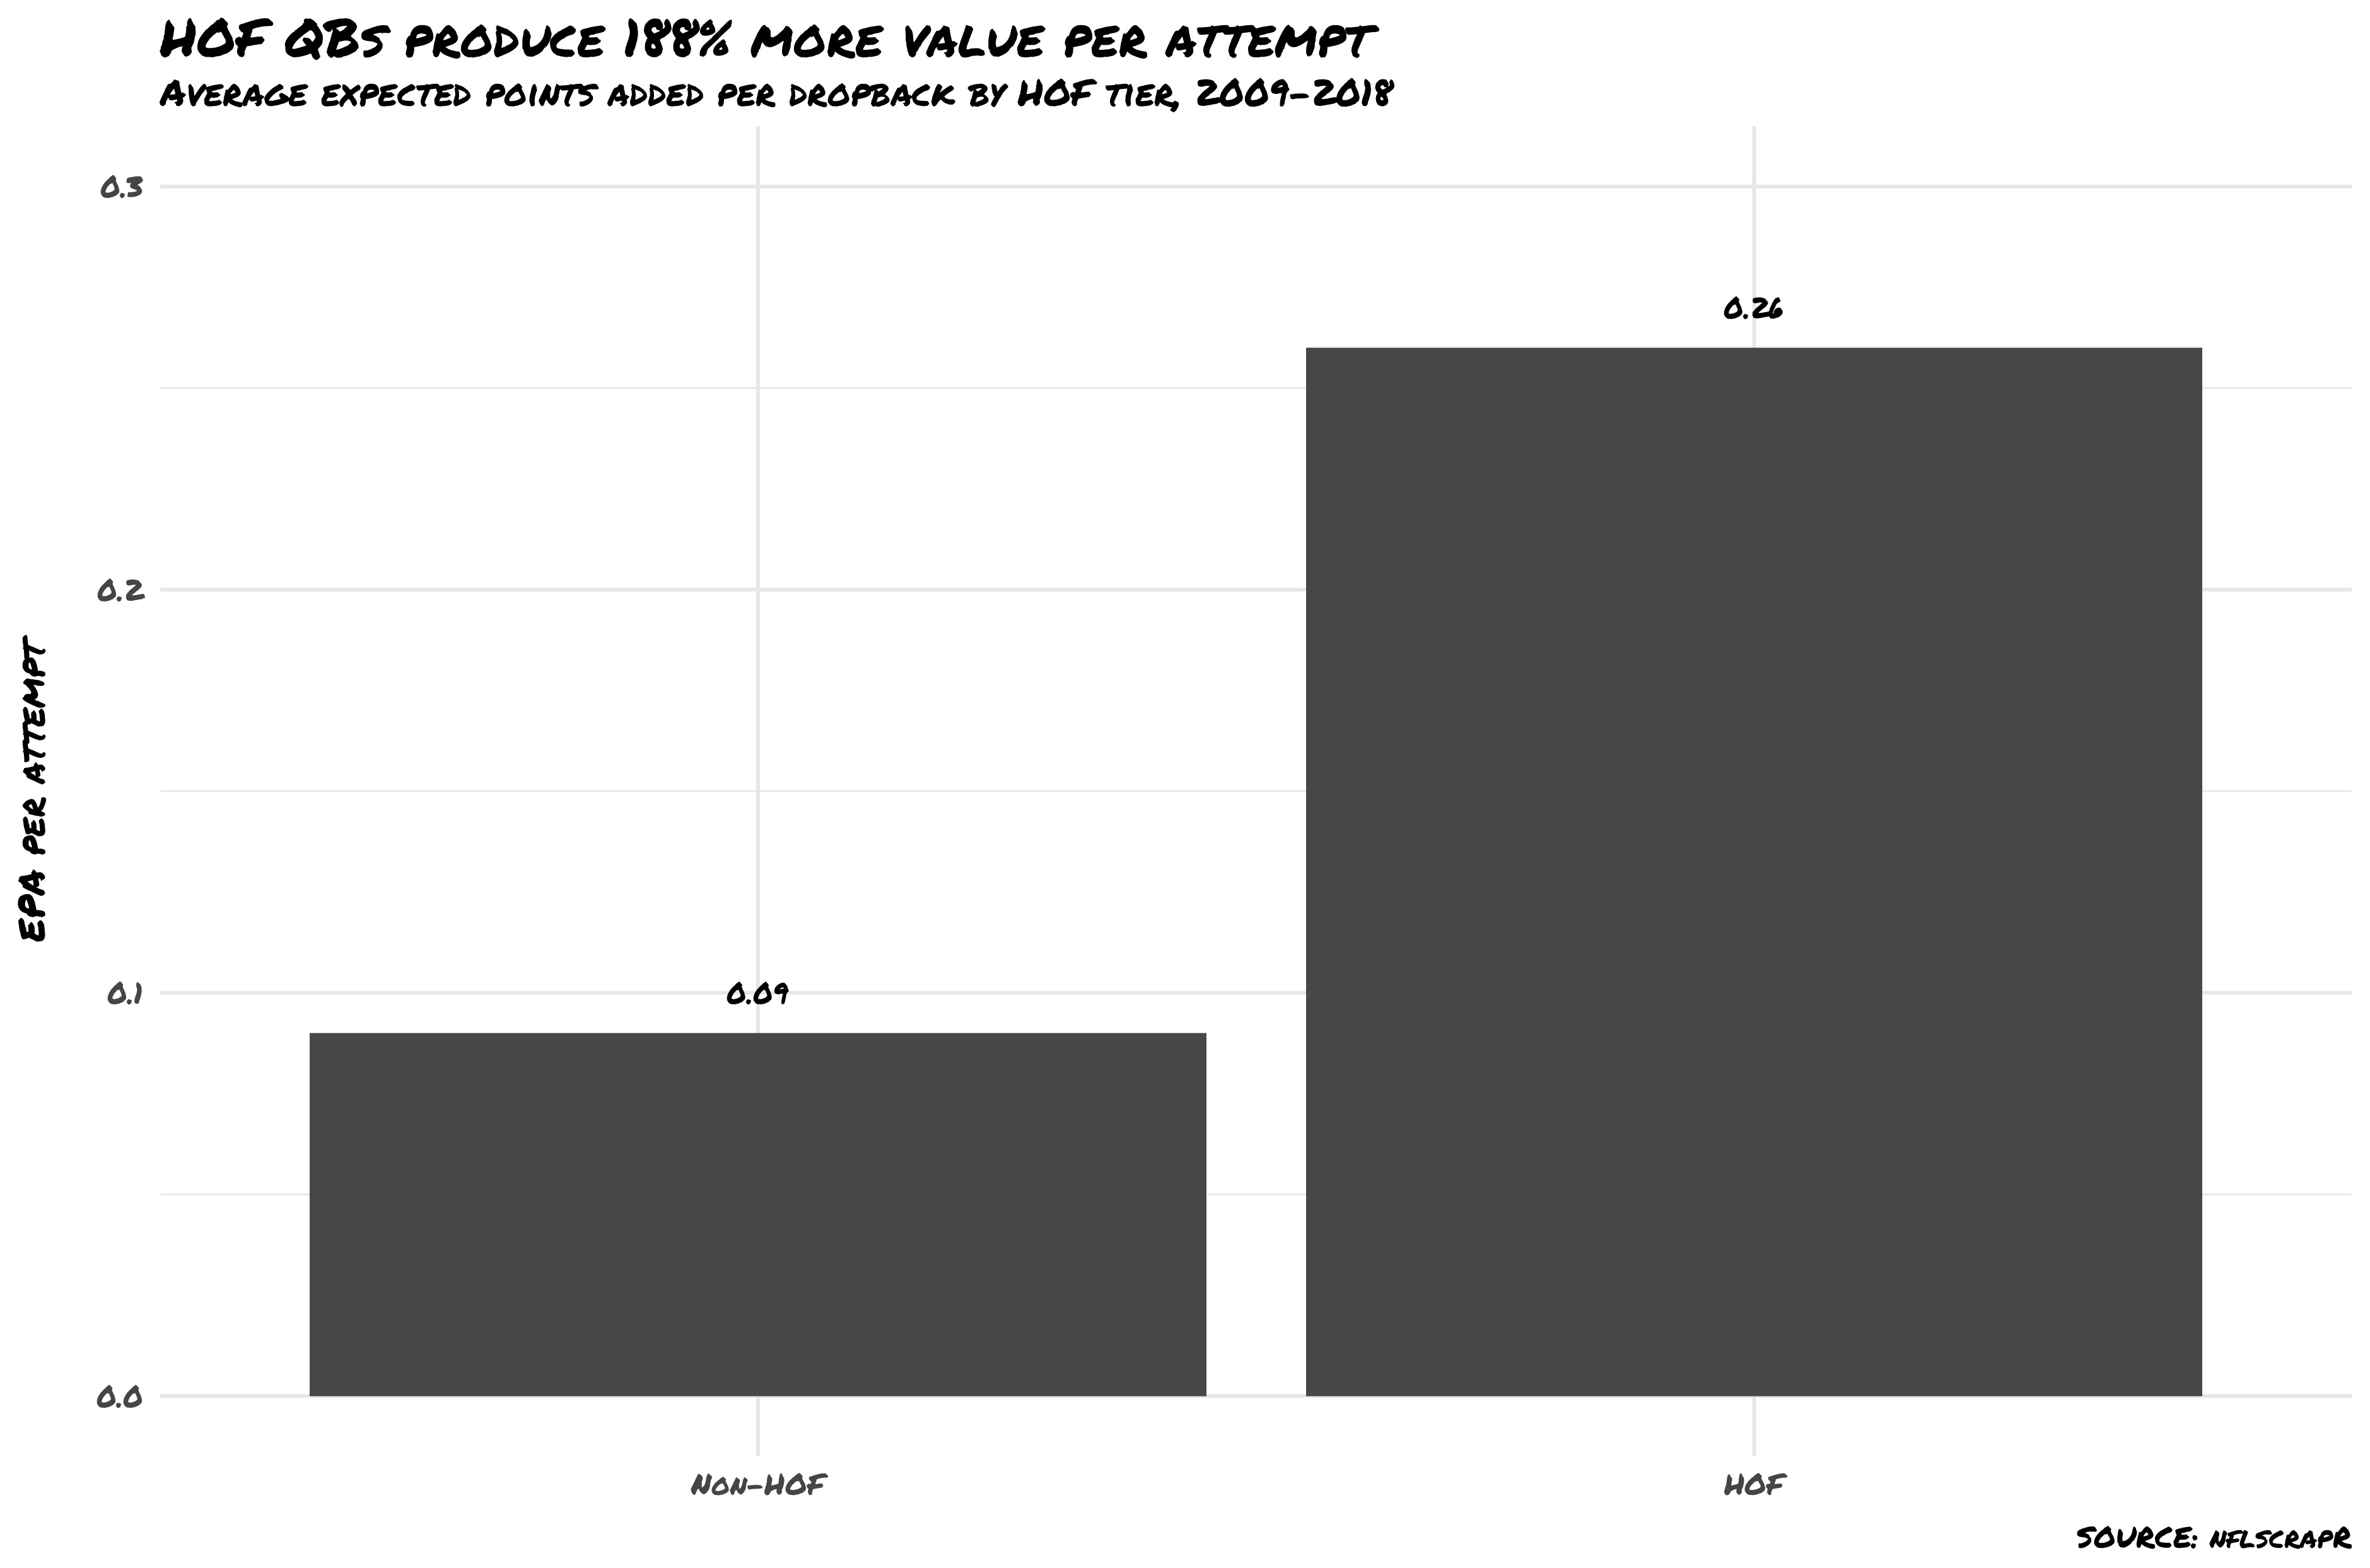 HOF QBs produce 188% more value per attempt
Average expected points added per dropback by HOF tier, 2009-2018
0.3
0.26
0.2
EPA per attempt
0.1
0.09
0.0
Non-HOF
HOF
Source: nflscrapR